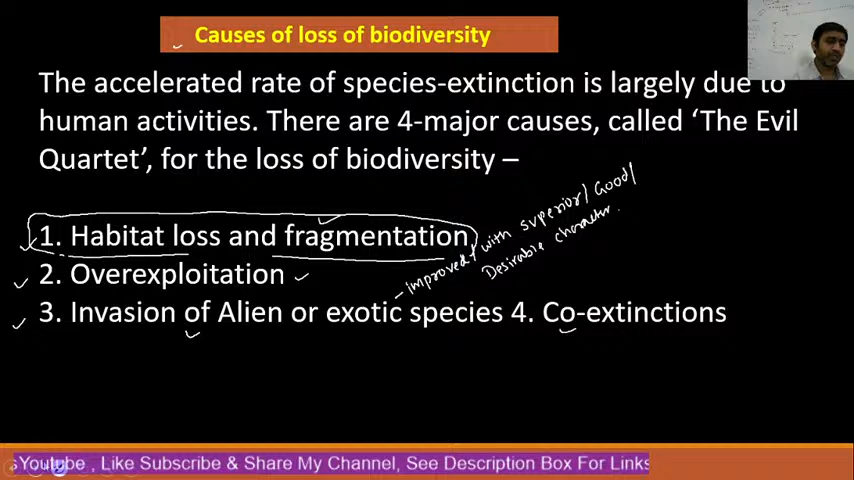 Causes of loss of biodiversity
The accelerated rate of species-extinction is largely due to
human activities. There are 4-major causes, called ‘The Evil
Quartet’, for the loss of biodiversity –
1. Habitat loss and fragmentation
2. Overexploitation
- improved with superior/Good/
Desirable character.
3. Invasion of Alien or exotic species 4. Co-extinctions
Youtube , Like Subscribe & Share My Channel, See Description Box For Links